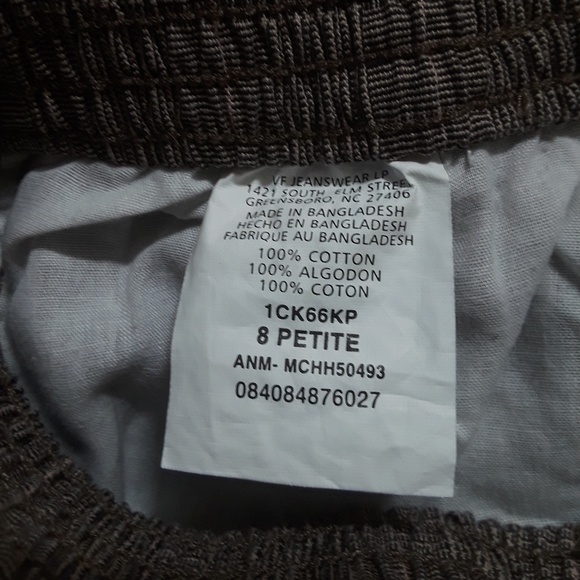 VF JEANSWEAR LP
1421 SOUTH ELM STREET
GREENSBORO, NC 27406
MADE IN BANGLADESH
HECHO EN BANGLADESH
FABRIQUE AU BANGLADESH
100% COTTON
100% ALGODON
100% COTON
1CK66KP
8 PETITE
ANM- MCHH50493
084084876027